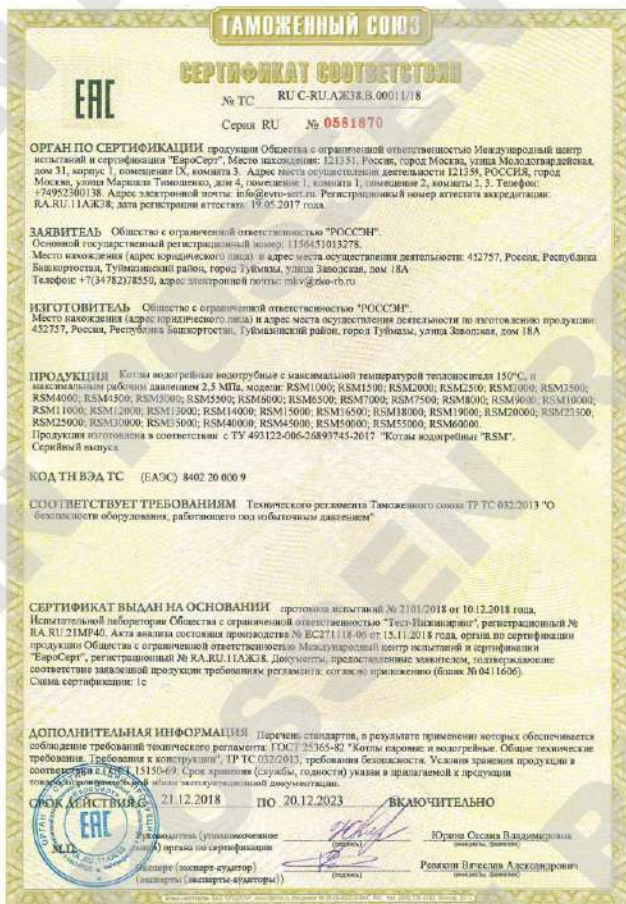 ТАМОЖЕННЫЙ СОЮЗ
СЕРТИФИКАТ СООТВЕТСТВИЯ
EAC
№ ТС RU С-RU.АЖ38.В.00011/18
Серия RU № 0581870
ОРГАН ПО СЕРТИФИКАЦИИ продукции Общества с ограниченной ответственностью Международный центр
испытаний и сертификации "ЕвроСерт", Место нахождения: 121351, Россия, город Москва, улица Молодогвардейская,
дом 31, корпус 1, помещение IX, комната 3. Адрес места осуществления деятельности 121359, РОССИЯ, город
Москва, улица Маршала Тимошенко, дом 4, помещение 1, комната 1, помещение 2, комнаты 2, 3. Телефон:
+74952300138. Адрес электронной почты: info@evro-sert.ru. Регистрационный номер аттестата аккредитации:
RA.RU.11АЖ38; дата регистрации аттестата: 19.05.2017 года
ЗАЯВИТЕЛЬ Общество с ограниченной ответственностью "РОССЭН".
Основной государственный регистрационный номер: 1156451013278.
Место нахождения (адрес юридического лица) и адрес места осуществления деятельности: 452757, Россия, Республика
Башкортостан, Туймазинский район, город Туймазы, улица Заводская, дом 18А
Телефон: +7(34782)78550, адрес электронной почты: mkv@zko-rb.ru
ИЗГОТОВИТЕЛЬ Общество с ограниченной ответственностью "РОССЭН"
Место нахождения (адрес юридического лица) и адрес места осуществления деятельности по изготовлению продукции:
452757, Россия, Республика Башкортостан, Туймазинский район, город Туймазы, улица Заводская, дом 18А
ПРОДУКЦИЯ Котлы водогрейные водотрубные с максимальной температурой теплоносителя 150°С, и
максимальным рабочим давлением 2,5 МПа, модели: RSM1000; RSM1500; RSM2000; RSM2500; RSM3000; RSM3500;
RSM4000; RSM4500; RSM5000; RSM5500; RSM6000; RSM6500; RSM7000; RSM7500; RSM8000; RSM9000; RSM10000;
RSM11000; RSM12000; RSM13000; RSM14000; RSM15000; RSM16500; RSM18000; RSM19000; RSM20000; RSM23500;
RSM25000; RSM30000; RSM35000; RSM40000; RSM45000; RSM50000; RSM55000; RSM60000.
Продукция изготовлена в соответствии с ТУ 493122-006-26893745-2017 "Котлы водогрейные "RSM".
Серийный выпуск
КОД ТН ВЭД ТС (ЕАЭС) 8402 20 000 9
СООТВЕТСТВУЕТ ТРЕБОВАНИЯМ Технического регламента Таможенного союза ТР ТС 032/2013 "О
безопасности оборудования, работающего под избыточным давлением"
СЕРТИФИКАТ ВЫДАН НА ОСНОВАНИИ протокола испытаний № 2101/2018 от 10.12.2018 года,
Испытательной лаборатории Общества с ограниченной ответственностью "Тест-Инжиниринг", регистрационный №
RA.RU.21МР40. Акта анализа состояния производства № ЕС271118-06 от 15.11.2018 года, органа по сертификации
продукции Общества с ограниченной ответственностью Международный центр испытаний и сертификации
"ЕвроСерт", регистрационный № RA.RU.11АЖ38. Документы, предоставленные заявителем, подтверждающие
соответствие заявленной продукции требованиям регламента: согласно приложению (бланк № 0411606).
Схема сертификации: 1с
ДОПОЛНИТЕЛЬНАЯ ИНФОРМАЦИЯ Перечень стандартов, в результате применения которых обеспечивается
соблюдение требований технического регламента: ГОСТ 25365-82 "Котлы паровые и водогрейные. Общие технические
требования. Требования к конструкции", ТР ТС 032/2013, требования безопасности. Условия хранения продукции в
соответствии с ГОСТ 15150-69. Срок хранения (службы, годности) указан в прилагаемой к продукции
товаросопроводительной и/или эксплуатационной документации.
СРОК ДЕЙСТВИЯ С 21.12.2018 ПО 20.12.2023 ВКЛЮЧИТЕЛЬНО
EAC
М.П.
Руководитель (уполномоченное
лицо) органа по сертификации
(подпись)
Юрина Оксана Владимировна
(инициалы, фамилия)
Эксперт (эксперт-аудитор)
(эксперты (эксперты-аудиторы))
(подпись)
Ревякин Вячеслав Александрович
(инициалы, фамилия)